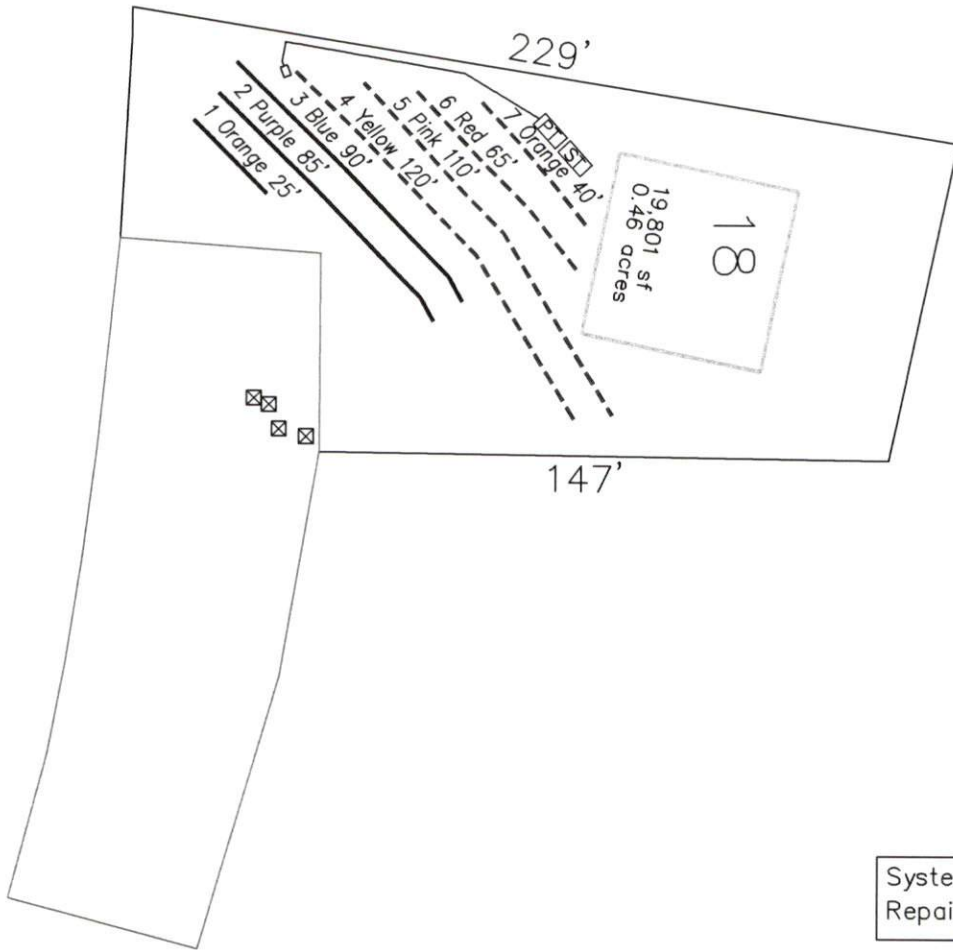 229'
1 Orange 25'
2 Purple 85'
3 Blue 90'
4 Yellow 120'
5 Pink 110'
6 Red 65'
7 Orange 40'
PT ST
18
19,801 sf
0.46 acres
147'
Syste
Repai